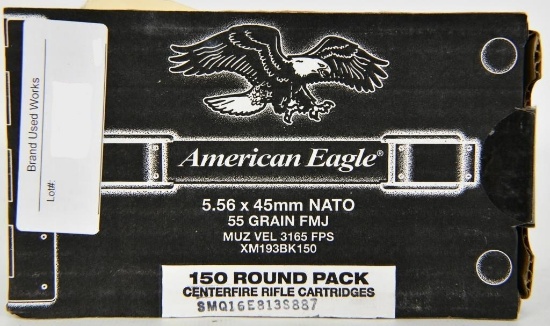 Brand Used Works
Lot#:
American Eagle®
5.56 x 45mm NATO
55 GRAIN FMJ
MUZ VEL 3165 FPS
XM193BK150
150 ROUND PACK
CENTERFIRE RIFLE CARTRIDGES
SMQ16E813S887